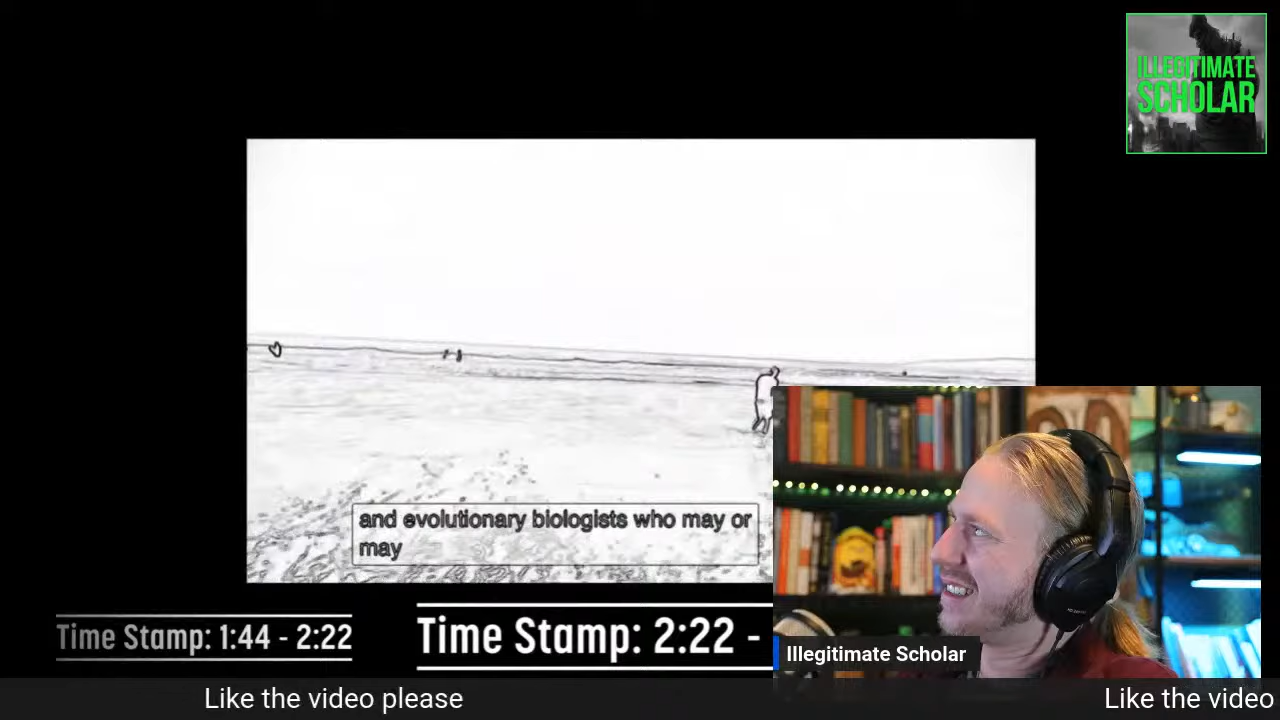 ILLEGITIMATE
SCHOLAR
and evolutionary biologists who may or
may
Time Stamp: 1:44 - 2:22
Time Stamp: 2:22 -
Illegitimate Scholar
Like the video please
Like the video